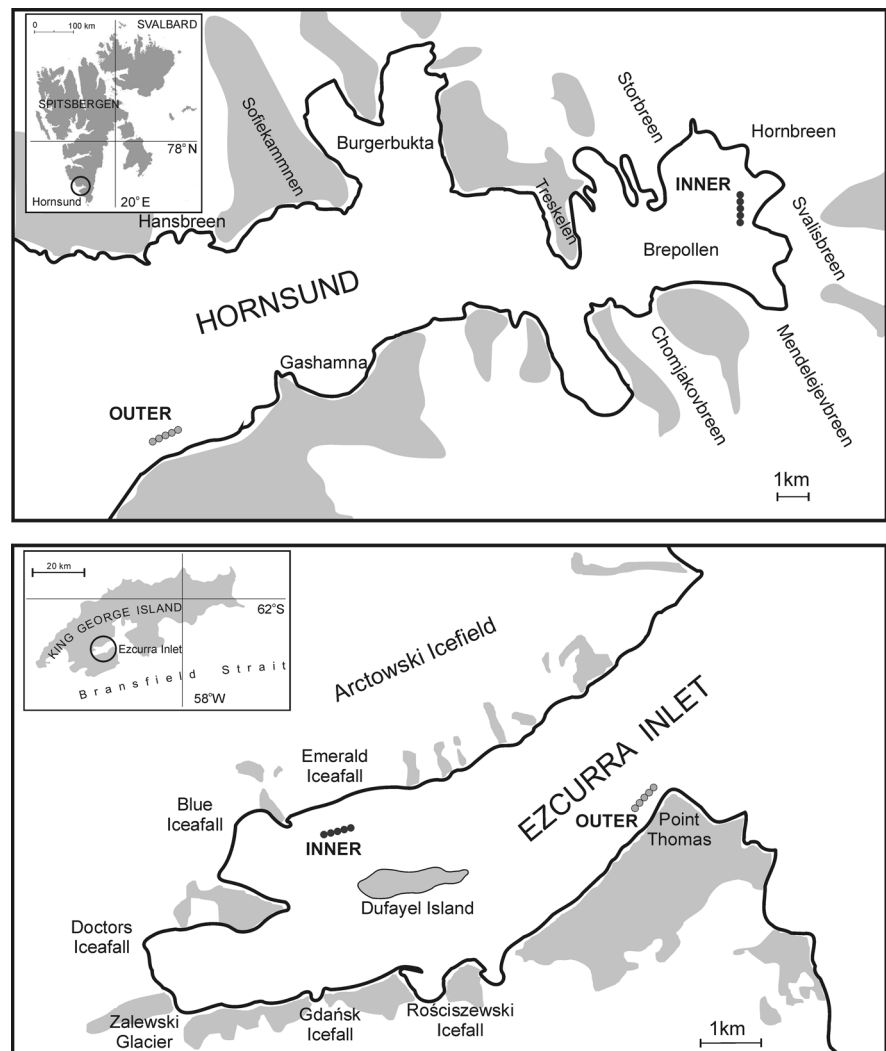 0 100 km
SVALBARD
SPITSBERGEN
78°N
Hornsund
20°E
Hansbreen
Sofiekammnen
Burgerbukta
Storbreen
Hornbreen
INNER
Treskelen
Brepollen
Svalisbreen
HORNSUND
Gashamna
Chomjakovbreen
Mendelejevbreen
OUTER
1km
20 km
62°S
KING GEORGE ISLAND
Ezcurra Inlet
Bransfield Strait
58°W
Arctowski Icefield
Emerald
Iceafall
EZCURRA INLET
Blue
Iceafall
INNER
OUTER
Point
Thomas
Dufayel Island
Doctors
Iceafall
Zalewski
Glacier
Gdańsk
Icefall
Rościszewski
Icefall
1km